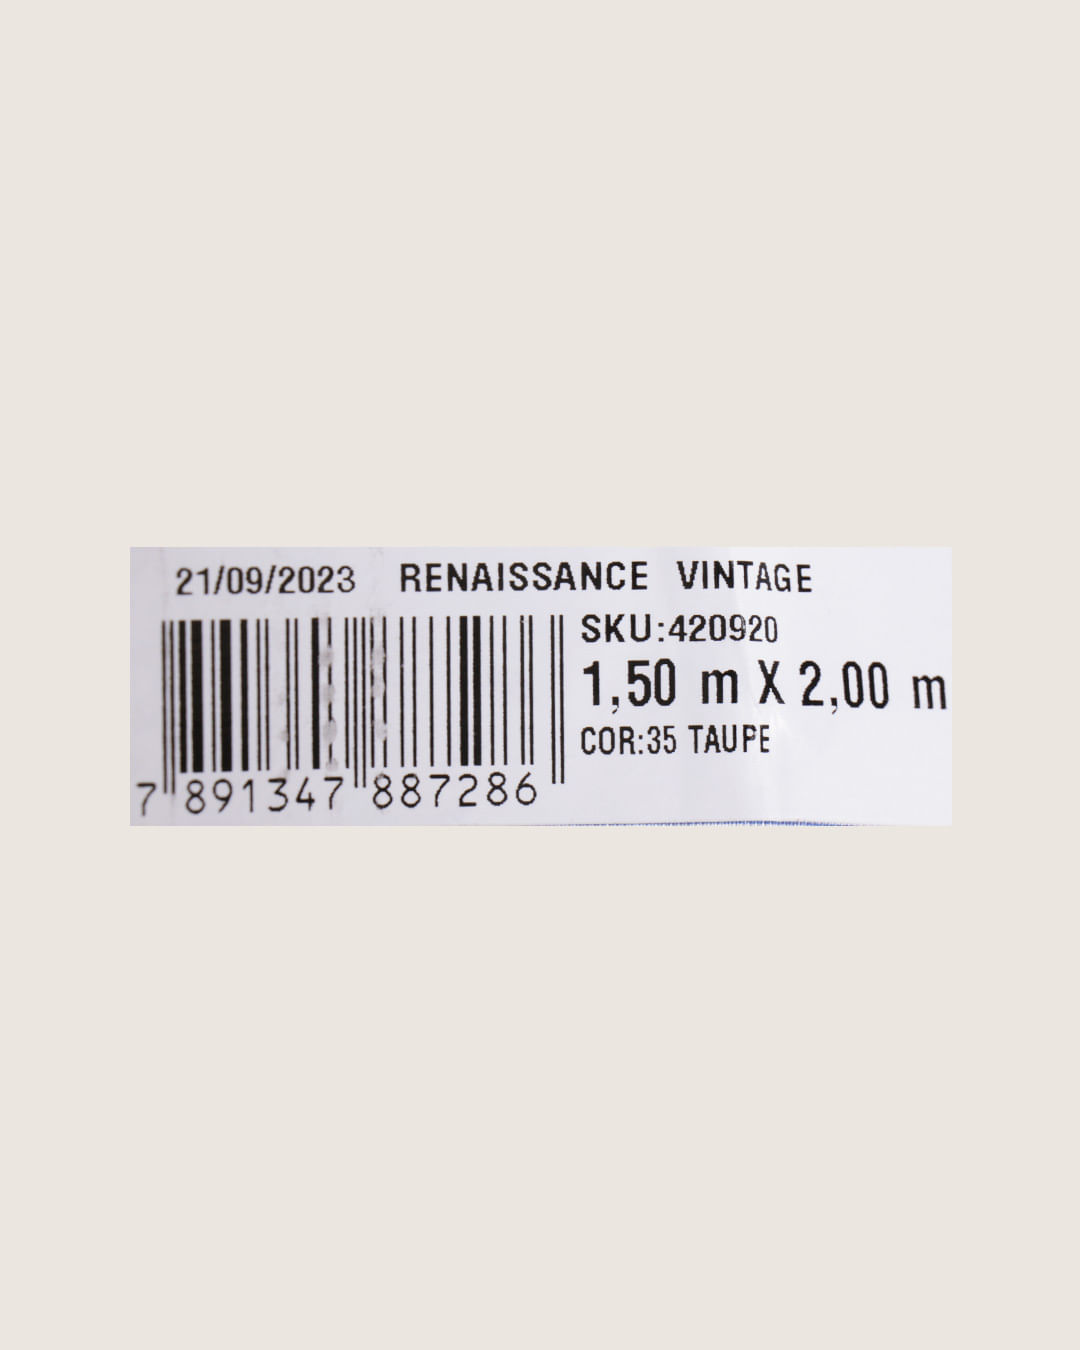 21/09/2023 RENAISSANCE VINTAGE
SKU:420920
1,50 m X 2,00 m
COR:35 TAUPE
7 891347 887286